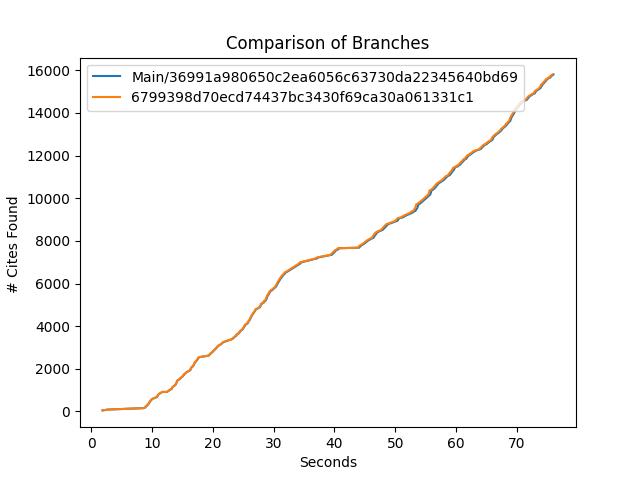 Comparison of Branches
Main/36991a980650c2ea6056c63730da22345640bd69
6799398d70ecd74437bc3430f69ca30a061331c1
16000
14000
12000
10000
8000
6000
4000
2000
0
# Cites Found
0 10 20 30 40 50 60 70
Seconds